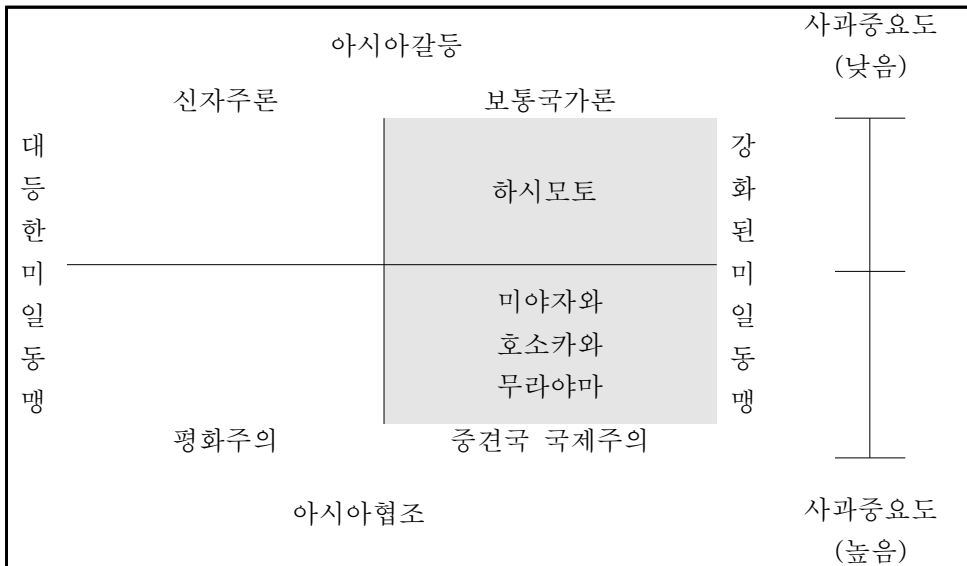 아시아갈등
사과중요도
(낮음)
신자주론
보통국가론
대등한미일동맹
하시모토
강화된미일동맹
미야자와
호소카와
무라야마
평화주의
중견국 국제주의
아시아협조
사과중요도
(높음)